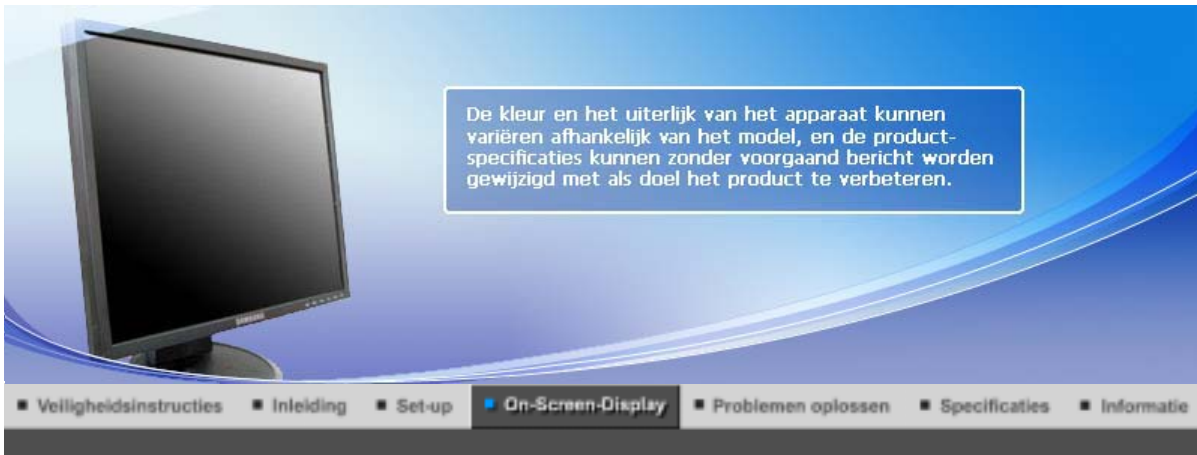 De kleur en het uiterlijk van het apparaat kunnen
variëren afhankelijk van het model, en de product-
specificaties kunnen zonder voorgaand bericht worden
gewijzigd met als doel het product te verbeteren.
SAMSUNG
Veiligheidsinstructies Inleiding Set-up On-Screen-Display Problemen oplossen Specificaties Informatie